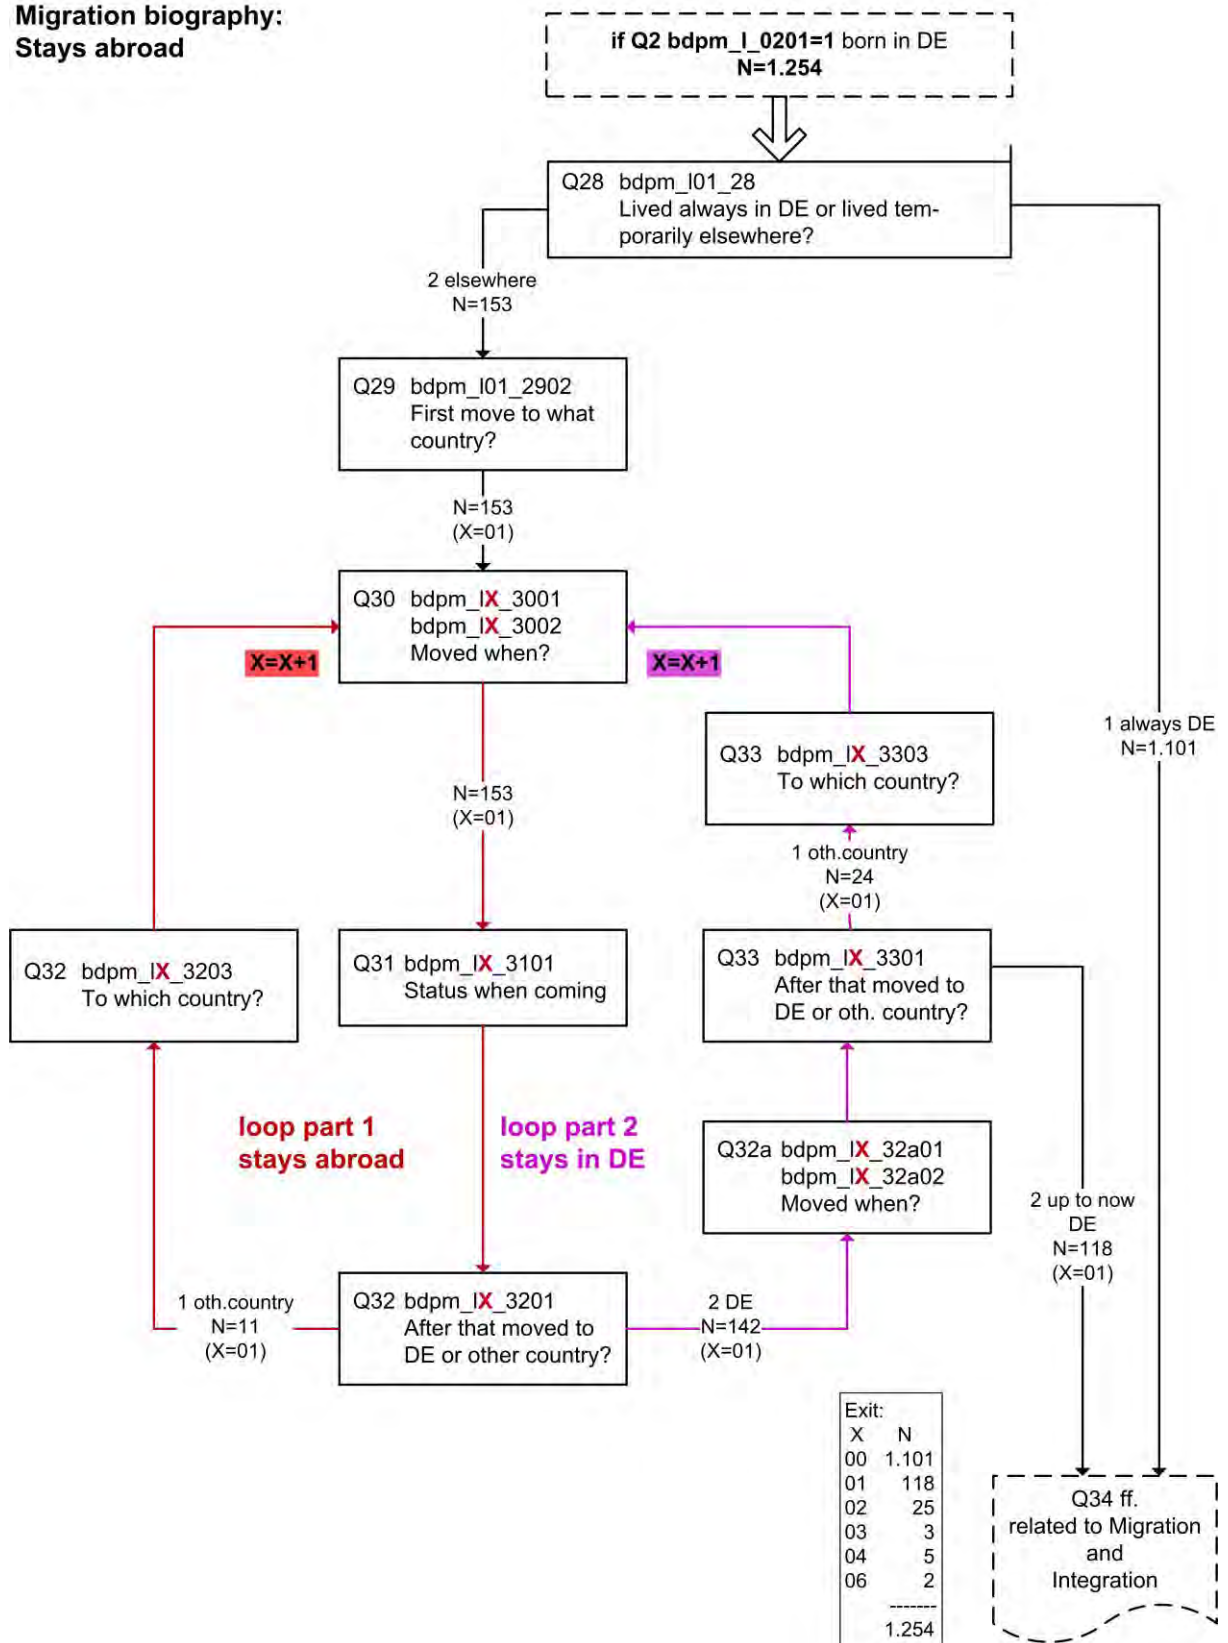 Migration biography:
Stays abroad
if Q2 bdpm_l_0201=1 born in DE
N=1.254
Q28 bdpm_l01_28
Lived always in DE or lived tem-
porarily elsewhere?
2 elsewhere
N=153
Q29 bdpm_l01_2902
First move to what
country?
N=153
(X=01)
Q30 bdpm_lX_3001
bdpm_lX_3002
Moved when?
X=X+1
X=X+1
Q33 bdpm_lX_3303
To which country?
1 always DE
N=1.101
N=153
(X=01)
1 oth.country
N=24
(X=01)
Q32 bdpm_lX_3203
To which country?
Q31 bdpm_lX_3101
Status when coming
Q33 bdpm_lX_3301
After that moved to
DE or oth. country?
loop part 1
stays abroad
loop part 2
stays in DE
Q32a bdpm_lX_32a01
bdpm_lX_32a02
Moved when?
2 up to now
DE
N=118
(X=01)
1 oth.country
N=11
(X=01)
Q32 bdpm_lX_3201
After that moved to
DE or other country?
2 DE
N=142
(X=01)
Exit:
X N
00 1.101
01 118
02 25
03 3
04 5
06 2
-------
1.254
Q34 ff.
related to Migration
and
Integration